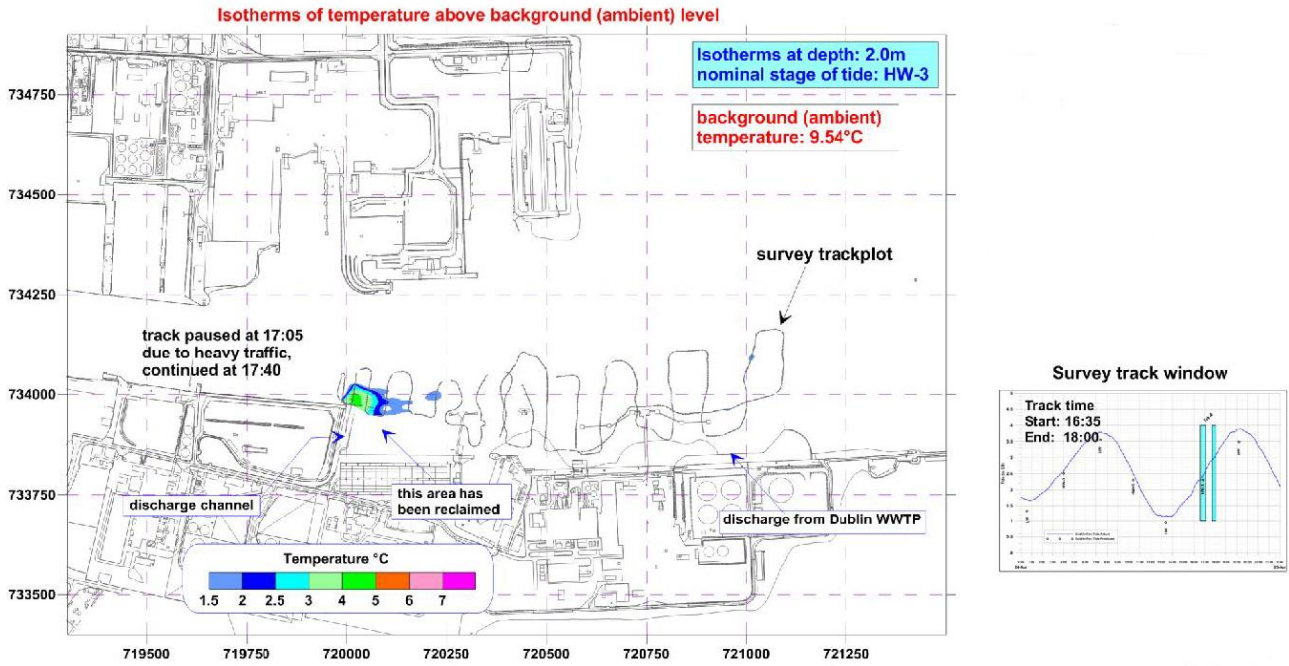 Isotherms of temperature above background (ambient) level
Isotherms at depth: 2.0m
nominal stage of tide: HW-3
background (ambient)
temperature: 9.54°C
734750
734500
734250
734000
733750
733500
survey trackplot
track paused at 17:05
due to heavy traffic,
continued at 17:40
discharge channel
this area has
been reclaimed
discharge from Dublin WWTP
Temperature °C
1.5 2 2.5 3 4 5 6 7
719500 719750 720000 720250 720500 720750 721000 721250
Survey track window
Track time
Start: 16:35
End: 18:00